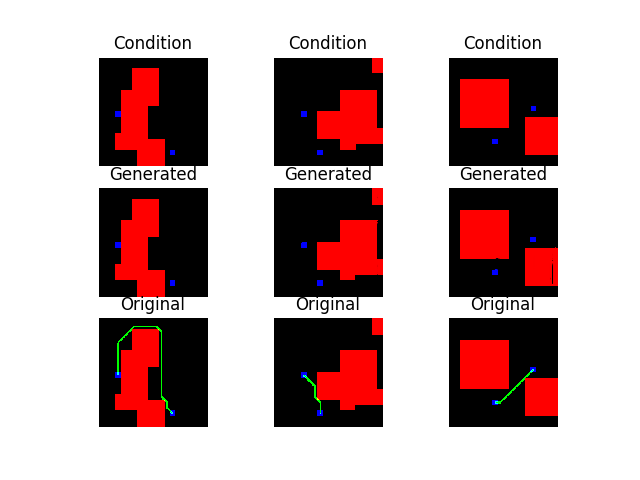 Condition Condition Condition
Generated Generated Generated
Original Original Original